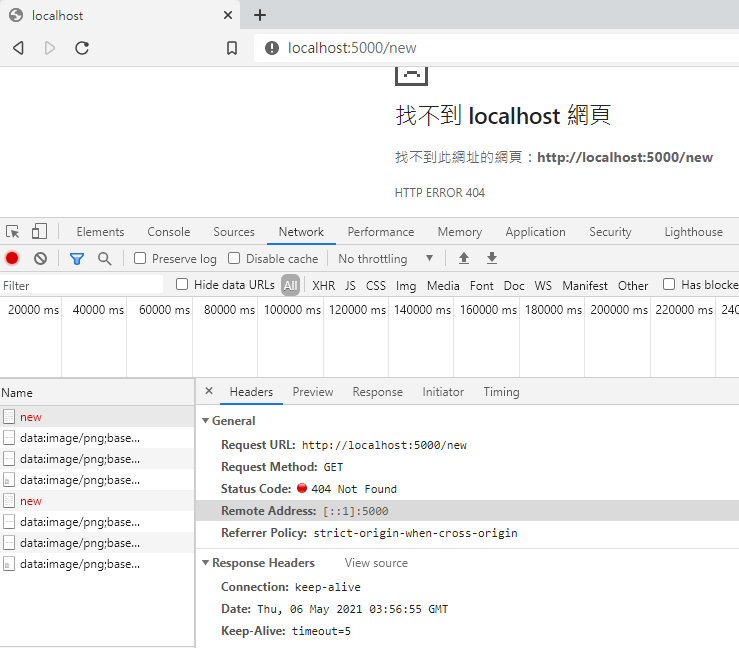 localhost
localhost:5000/new
找不到 localhost 網頁
找不到此網址的網頁：http://localhost:5000/new
HTTP ERROR 404
Elements Console Sources Network Performance Memory Application Security Lighthouse
Preserve log Disable cache No throttling
Filter Hide data URLs All XHR JS CSS Img Media Font Doc WS Manifest Other Has blocke
20000 ms 40000 ms 60000 ms 80000 ms 100000 ms 120000 ms 140000 ms 160000 ms 180000 ms 200000 ms 220000 ms 240
Name
new
data:image/png;base...
data:image/png;base...
data:image/png;base...
new
data:image/png;base...
data:image/png;base...
data:image/png;base...
Headers Preview Response Initiator Timing
General
Request URL: http://localhost:5000/new
Request Method: GET
Status Code: 404 Not Found
Remote Address: [::1]:5000
Referrer Policy: strict-origin-when-cross-origin
Response Headers View source
Connection: keep-alive
Date: Thu, 06 May 2021 03:56:55 GMT
Keep-Alive: timeout=5